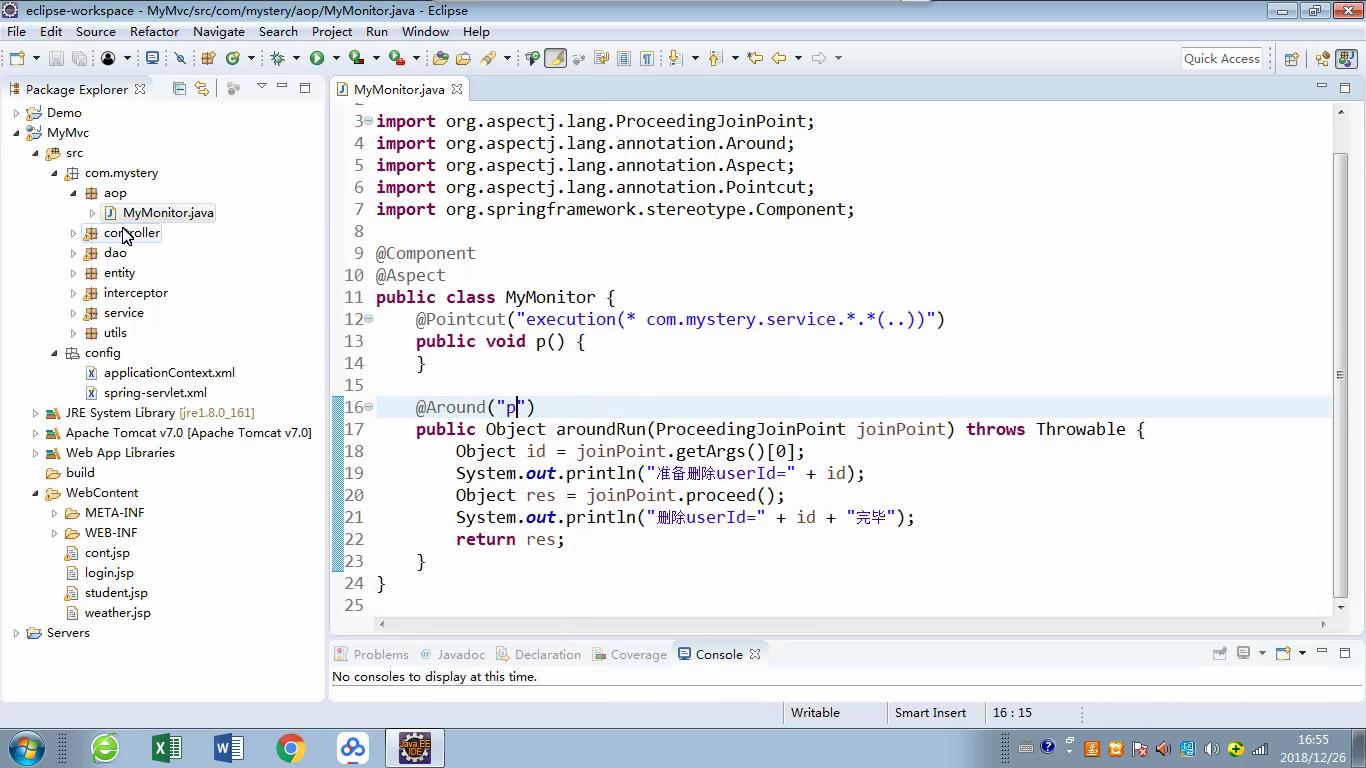 eclipse-workspace - MyMvc/src/com/mystery/aop/MyMonitor.java - Eclipse
File Edit Source Refactor Navigate Search Project Run Window Help
Quick Access
Package Explorer
Demo
MyMvc
src
com.mystery
aop
MyMonitor.java
controller
dao
entity
interceptor
service
utils
config
applicationContext.xml
spring-servlet.xml
JRE System Library [jre1.8.0_161]
Apache Tomcat v7.0 [Apache Tomcat v7.0]
Web App Libraries
build
WebContent
META-INF
WEB-INF
cont.jsp
login.jsp
student.jsp
weather.jsp
Servers
MyMonitor.java
2
3 import org.aspectj.lang.ProceedingJoinPoint;
4 import org.aspectj.lang.annotation.Around;
5 import org.aspectj.lang.annotation.Aspect;
6 import org.aspectj.lang.annotation.Pointcut;
7 import org.springframework.stereotype.Component;
8
9 @Component
10 @Aspect
11 public class MyMonitor {
12 @Pointcut("execution(* com.mystery.service.*.*(..))")
13 public void p() {
14 }
15
16 @Around("p")
17 public Object aroundRun(ProceedingJoinPoint joinPoint) throws Throwable {
18 Object id = joinPoint.getArgs()[0];
19 System.out.println("准备删除userId=" + id);
20 Object res = joinPoint.proceed();
21 System.out.println("删除userId=" + id + "完毕");
22 return res;
23 }
24 }
25
Problems Javadoc Declaration Coverage Console
No consoles to display at this time.
Writable Smart Insert 16 : 15
Java EE IDE
16:55
2018/12/26